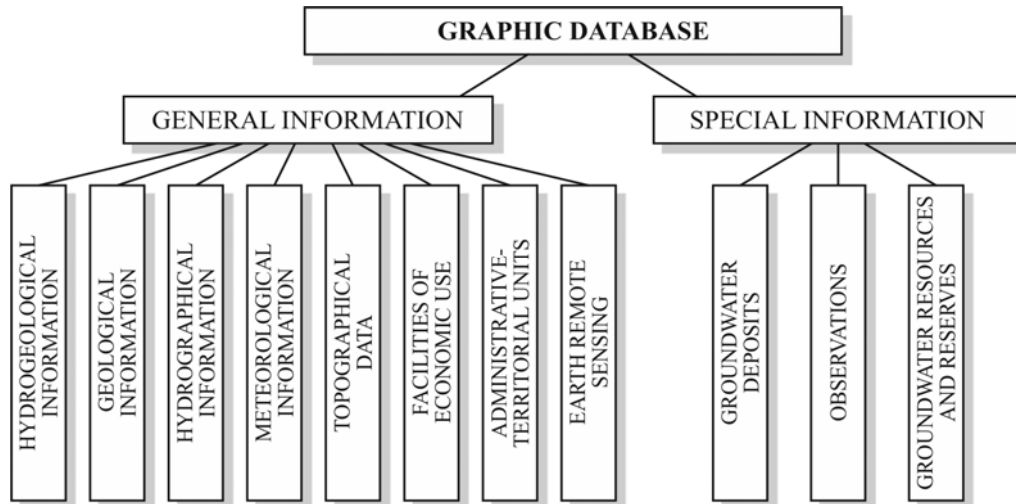 GRAPHIC DATABASE
GENERAL INFORMATION
SPECIAL INFORMATION
HYDROGEOLOGICAL
INFORMATION
GEOLOGICAL
INFORMATION
HYDROGRAPHICAL
INFORMATION
METEOROLOGICAL
INFORMATION
TOPOGRAPHICAL
DATA
FACILITIES OF
ECONOMIC USE
ADMINISTRATIVE-
TERRITORIAL UNITS
EARTH REMOTE
SENSING
GROUNDWATER
DEPOSITS
OBSERVATIONS
GROUNDWATER RESOURCES
AND RESERVES